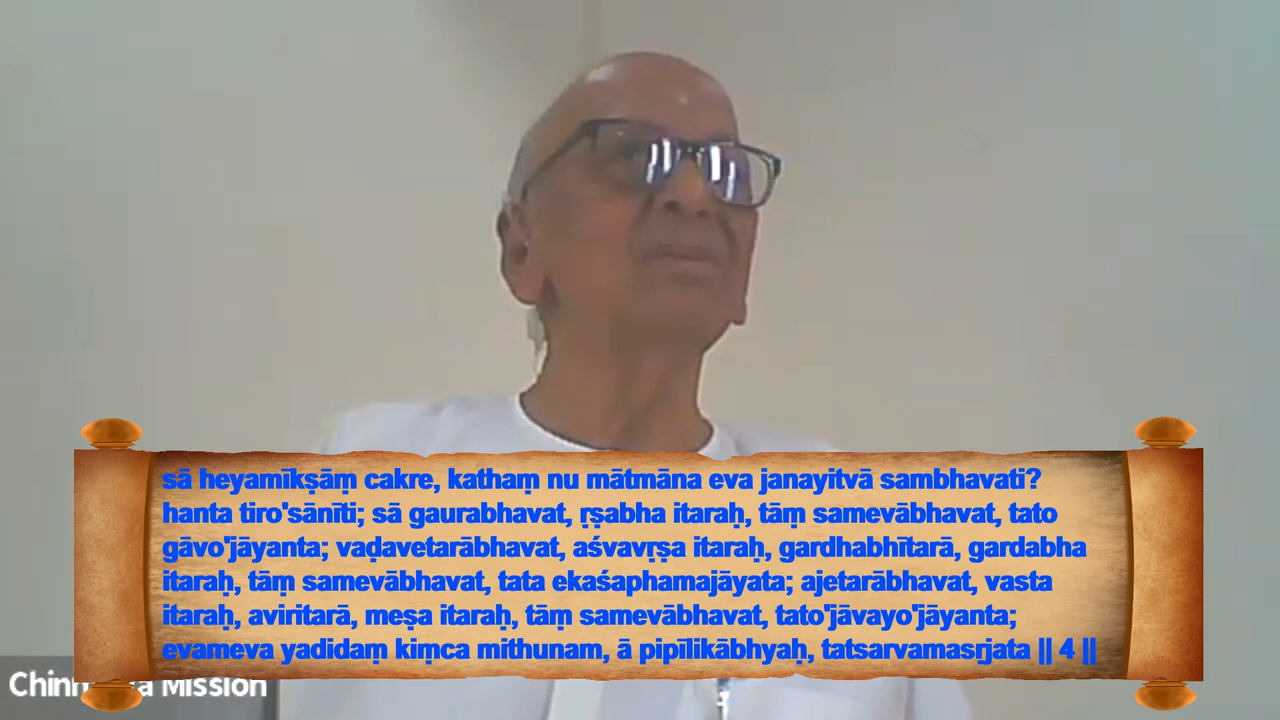 sā heyamīkṣāṃ cakre, kathaṃ nu mātmāna eva janayitvā sambhavati?
hanta tiro'sānīti; sā gaurabhavat, ṛṣabha itaraḥ, tāṃ samevābhavat, tato
gāvo'jāyanta; vaḍavetarābhavat, aśvavṛṣa itaraḥ, gardhabhītarā, gardabha
itaraḥ, tāṃ samevābhavat, tata ekaśaphamajāyata; ajetarābhavat, vasta
itaraḥ, aviritarā, meṣa itaraḥ, tāṃ samevābhavat, tato'jāvayo'jāyanta;
evameva yadidaṃ kiṃca mithunam, ā pipīlikābhyaḥ, tatsarvamasṛjata || 4 ||
Mission